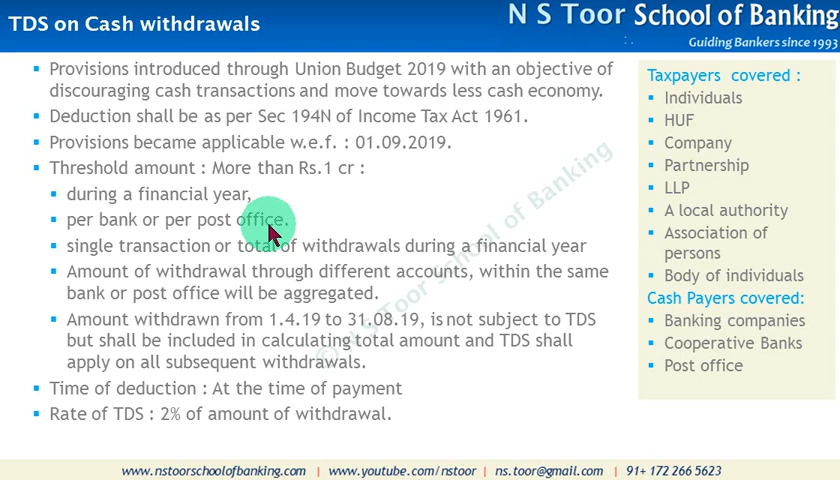 TDS on Cash withdrawals
N S Toor School of Banking
Guiding Bankers since 1993
Provisions introduced through Union Budget 2019 with an objective of
discouraging cash transactions and move towards less cash economy.
Deduction shall be as per Sec 194N of Income Tax Act 1961.
Provisions became applicable w.e.f. : 01.09.2019.
Threshold amount : More than Rs.1 cr :
during a financial year,
per bank or per post office.
single transaction or total of withdrawals during a financial year
Amount of withdrawal through different accounts, within the same
bank or post office will be aggregated.
Amount withdrawn from 1.4.19 to 31.08.19, is not subject to TDS
but shall be included in calculating total amount and TDS shall
apply on all subsequent withdrawals.
Time of deduction : At the time of payment
Rate of TDS : 2% of amount of withdrawal.
© N S Toor School of Banking
Taxpayers covered :
Individuals
HUF
Company
Partnership
LLP
A local authority
Association of
persons
Body of individuals
Cash Payers covered:
Banking companies
Cooperative Banks
Post office
www.nstoorschoolofbanking.com | www.youtube.com/nstoor | ns.toor@gmail.com | 91+ 172 266 5623